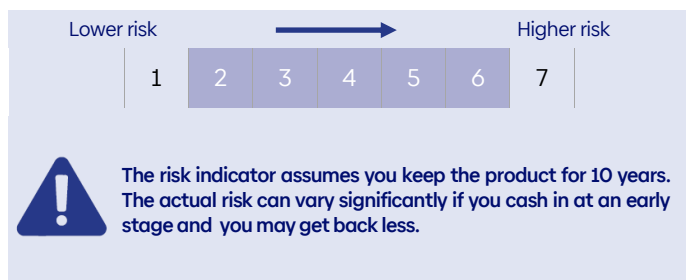 Lower risk Higher risk
1 2 3 4 5 6 7
The risk indicator assumes you keep the product for 10 years.
The actual risk can vary significantly if you cash in at an early
stage and you may get back less.